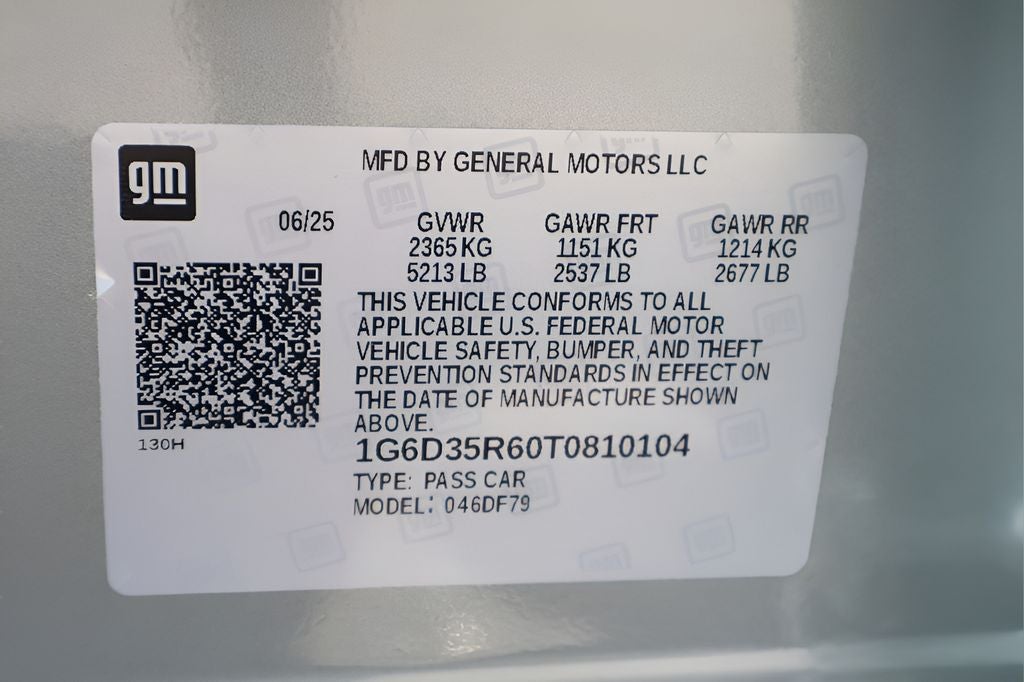 gm
MFD BY GENERAL MOTORS LLC
06/25 GVWR GAWR FRT GAWR RR
2365 KG 1151 KG 1214 KG
5213 LB 2537 LB 2677 LB
THIS VEHICLE CONFORMS TO ALL
APPLICABLE U.S. FEDERAL MOTOR
VEHICLE SAFETY, BUMPER, AND THEFT
PREVENTION STANDARDS IN EFFECT ON
THE DATE OF MANUFACTURE SHOWN
ABOVE.
130H
1G6D35R60T0810104
TYPE: PASS CAR
MODEL: 046DF79